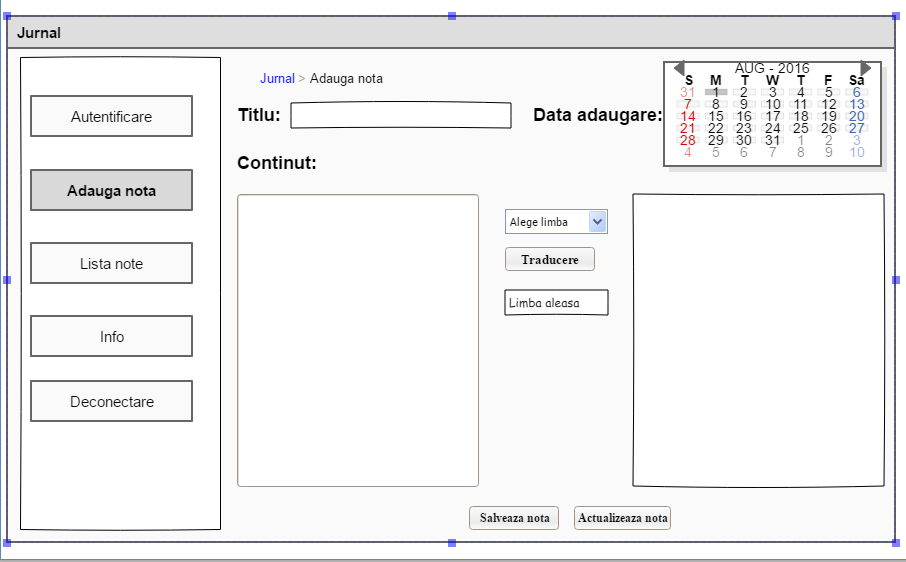 Jurnal
Autentificare
Adauga nota
Lista note
Info
Deconectare
Jurnal > Adauga nota
Titlu:
Data adaugare:
AUG - 2016
S M T W T F Sa
31 1 2 3 4 5 6
7 8 9 10 11 12 13
14 15 16 17 18 19 20
21 22 23 24 25 26 27
28 29 30 31 1 2 3
4 5 6 7 8 9 10
Continut:
Alege limba
Traducere
Limba aleasa
Salveaza nota
Actualizeaza nota